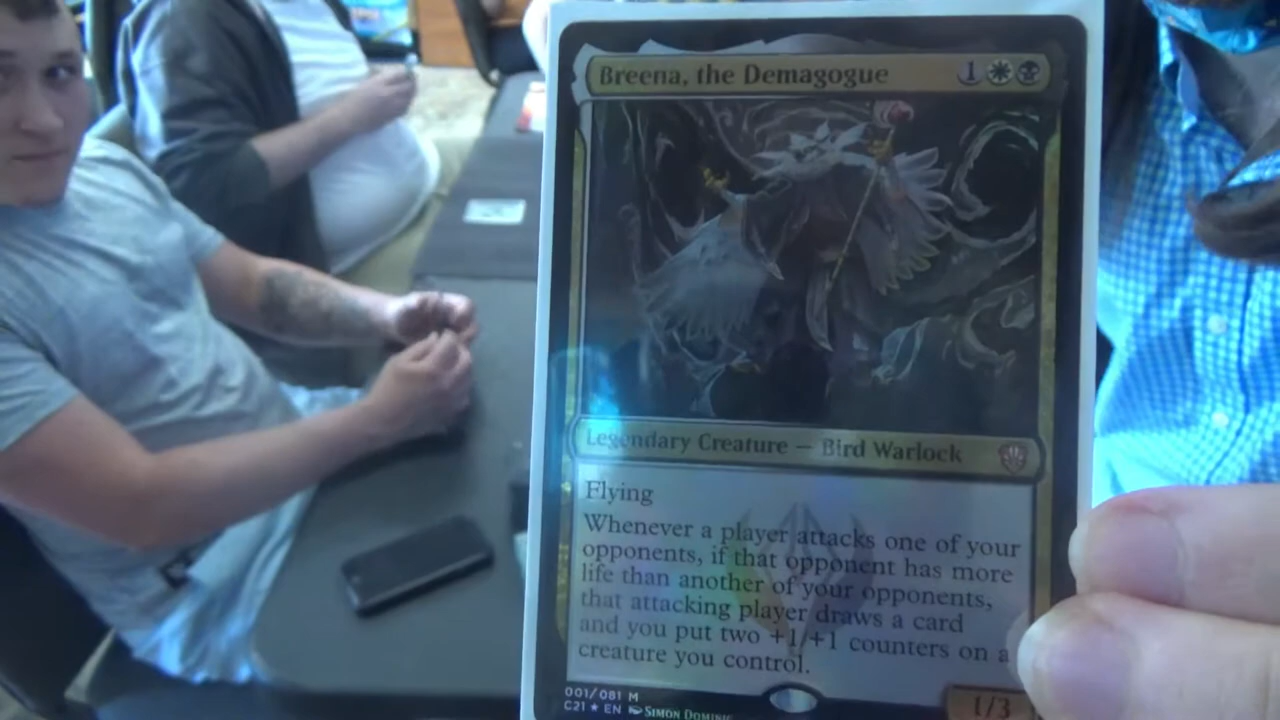 Breena, the Demagogue 1
Legendary Creature — Bird Warlock
Flying
Whenever a player attacks one of your
opponents, if that opponent has more
life than another of your opponents,
that attacking player draws a card
and you put two +1/+1 counters on a
creature you control.
001/081 M
C21 ★ EN SIMON
1/3